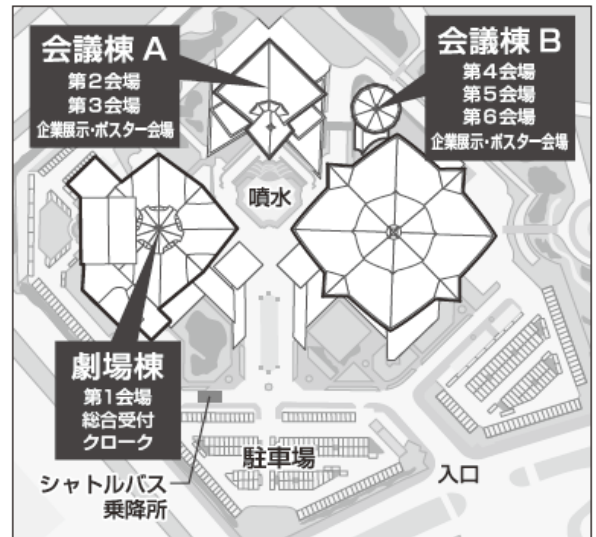 会議棟 A
第2会場
第3会場
企業展示・ポスター会場
会議棟 B
第4会場
第5会場
第6会場
企業展示・ポスター会場
噴水
劇場棟
第1会場
総合受付
クローク
駐車場
シャトルバス
乗降所
入口